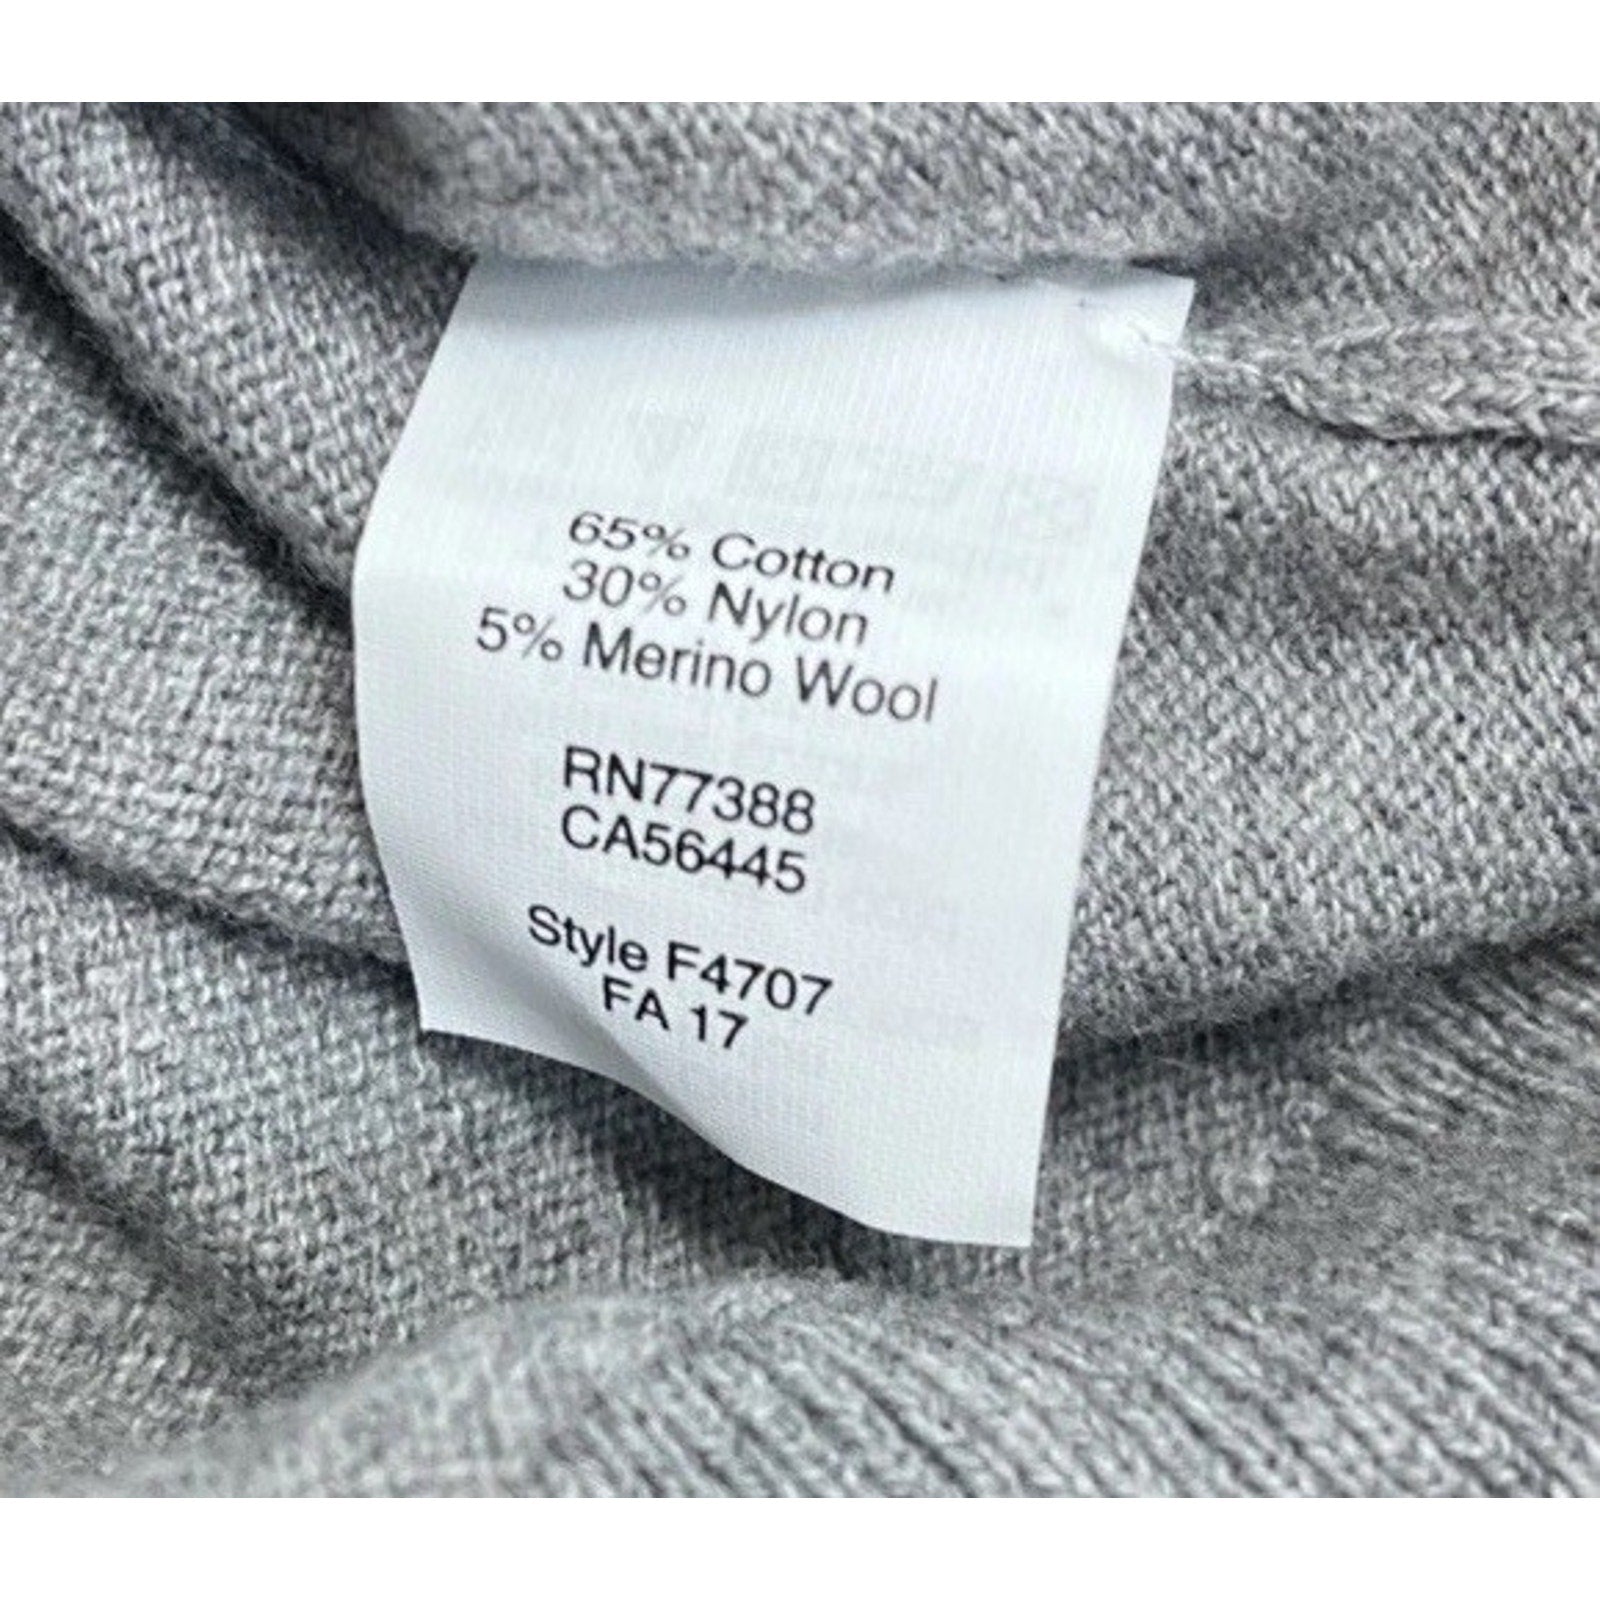 65% Cotton
30% Nylon
5% Merino Wool
RN77388
CA56445
Style F4707
FA 17